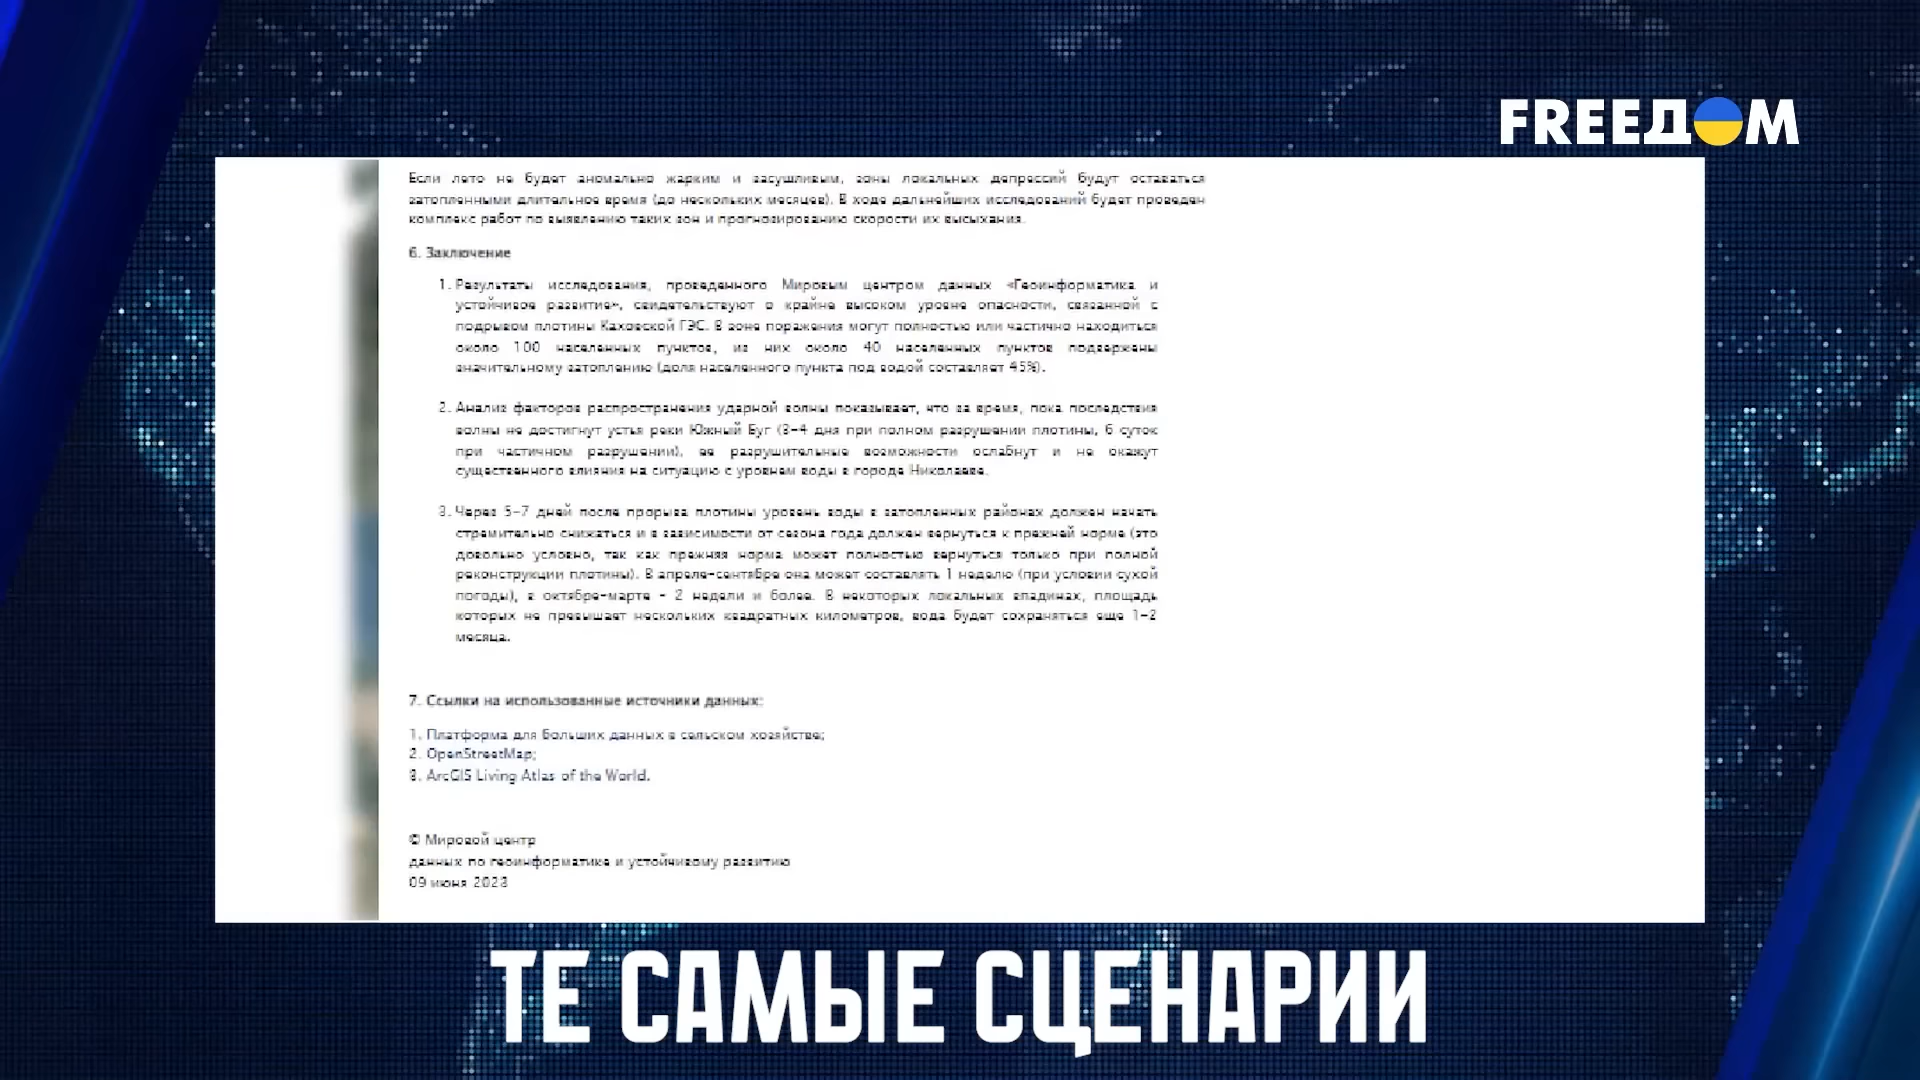 FREEДOM
Если лето не будет аномально жарким и засушливым, зоны локальных депрессий будут оставаться
затопленными длительное время (до нескольких месяцев). В ходе дальнейших исследований будет проведен
комплекс работ по выявлению таких зон и прогнозированию скорости их высыхания.
6. Заключение
1. Результаты исследования, проведенного Мировым центром данных «Геоинформатика и
устойчивое развитие», свидетельствуют о крайне высоком уровне опасности, связанной с
подрывом плотины Каховской ГЭС. В зоне поражения могут полностью или частично находиться
около 100 населенных пунктов, из них около 40 населенных пунктов подвержены
значительному затоплению (доля населенного пункта под водой составляет 45%).
2. Анализ факторов распространения ударной волны показывает, что за время, пока последствия
волны не достигнут устья реки Южный Буг (3-4 дня при полном разрушении плотины, 6 суток
при частичном разрушении), ее разрушительные возможности ослабнут и не окажут
существенного влияния на ситуацию с уровнем воды в городе Николаеве.
3. Через 5-7 дней после прорыва плотины уровень воды в затопленных районах должен начать
стремительно снижаться и в зависимости от сезона года должен вернуться к прежней норме (это
довольно условно, так как прежняя норма может полностью вернуться только при полной
реконструкции плотины). В апреле-сентябре она может составлять 1 неделю (при условии сухой
погоды), в октябре-марте - 2 недели и более. В некоторых локальных впадинах, площадь
которых не превышает нескольких квадратных километров, вода будет сохраняться еще 1-2
месяца.
7. Ссылки на использованные источники данных:
1. Платформа для больших данных в сельском хозяйстве;
2. OpenStreetMap;
3. ArcGIS Living Atlas of the World.
© Мировой центр
данных по геоинформатике и устойчивому развитию
09 июня 2023
ТЕ САМЫЕ СЦЕНАРИИ